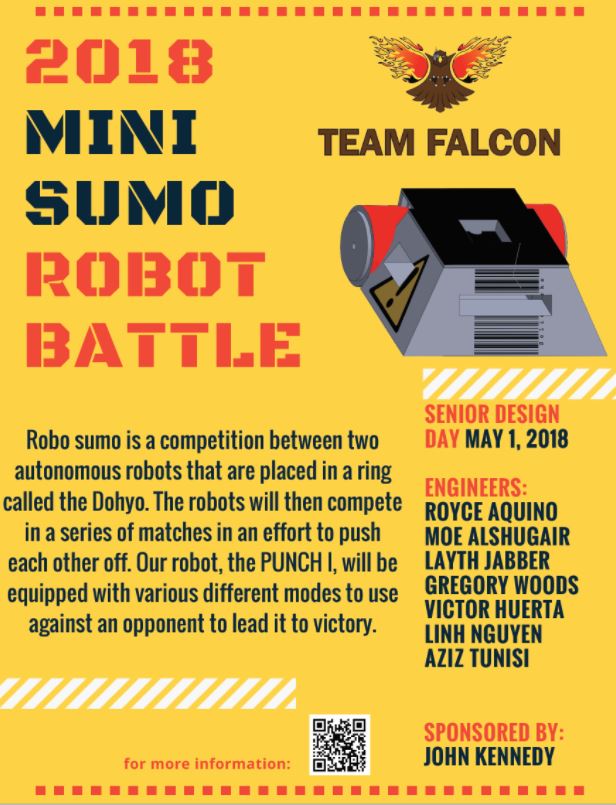 2018
MINI
SUMO
ROBOT
BATTLE
TEAM FALCON
Robo sumo is a competition between two
autonomous robots that are placed in a ring
called the Dohyo. The robots will then compete
in a series of matches in an effort to push
each other off. Our robot, the PUNCH I, will be
equipped with various different modes to use
against an opponent to lead it to victory.
SENIOR DESIGN
DAY MAY 1, 2018
ENGINEERS:
ROYCE AQUINO
MOE ALSHUGAIR
LAYTH JABBER
GREGORY WOODS
VICTOR HUERTA
LINH NGUYEN
AZIZ TUNISI
SPONSORED BY:
JOHN KENNEDY
for more information: